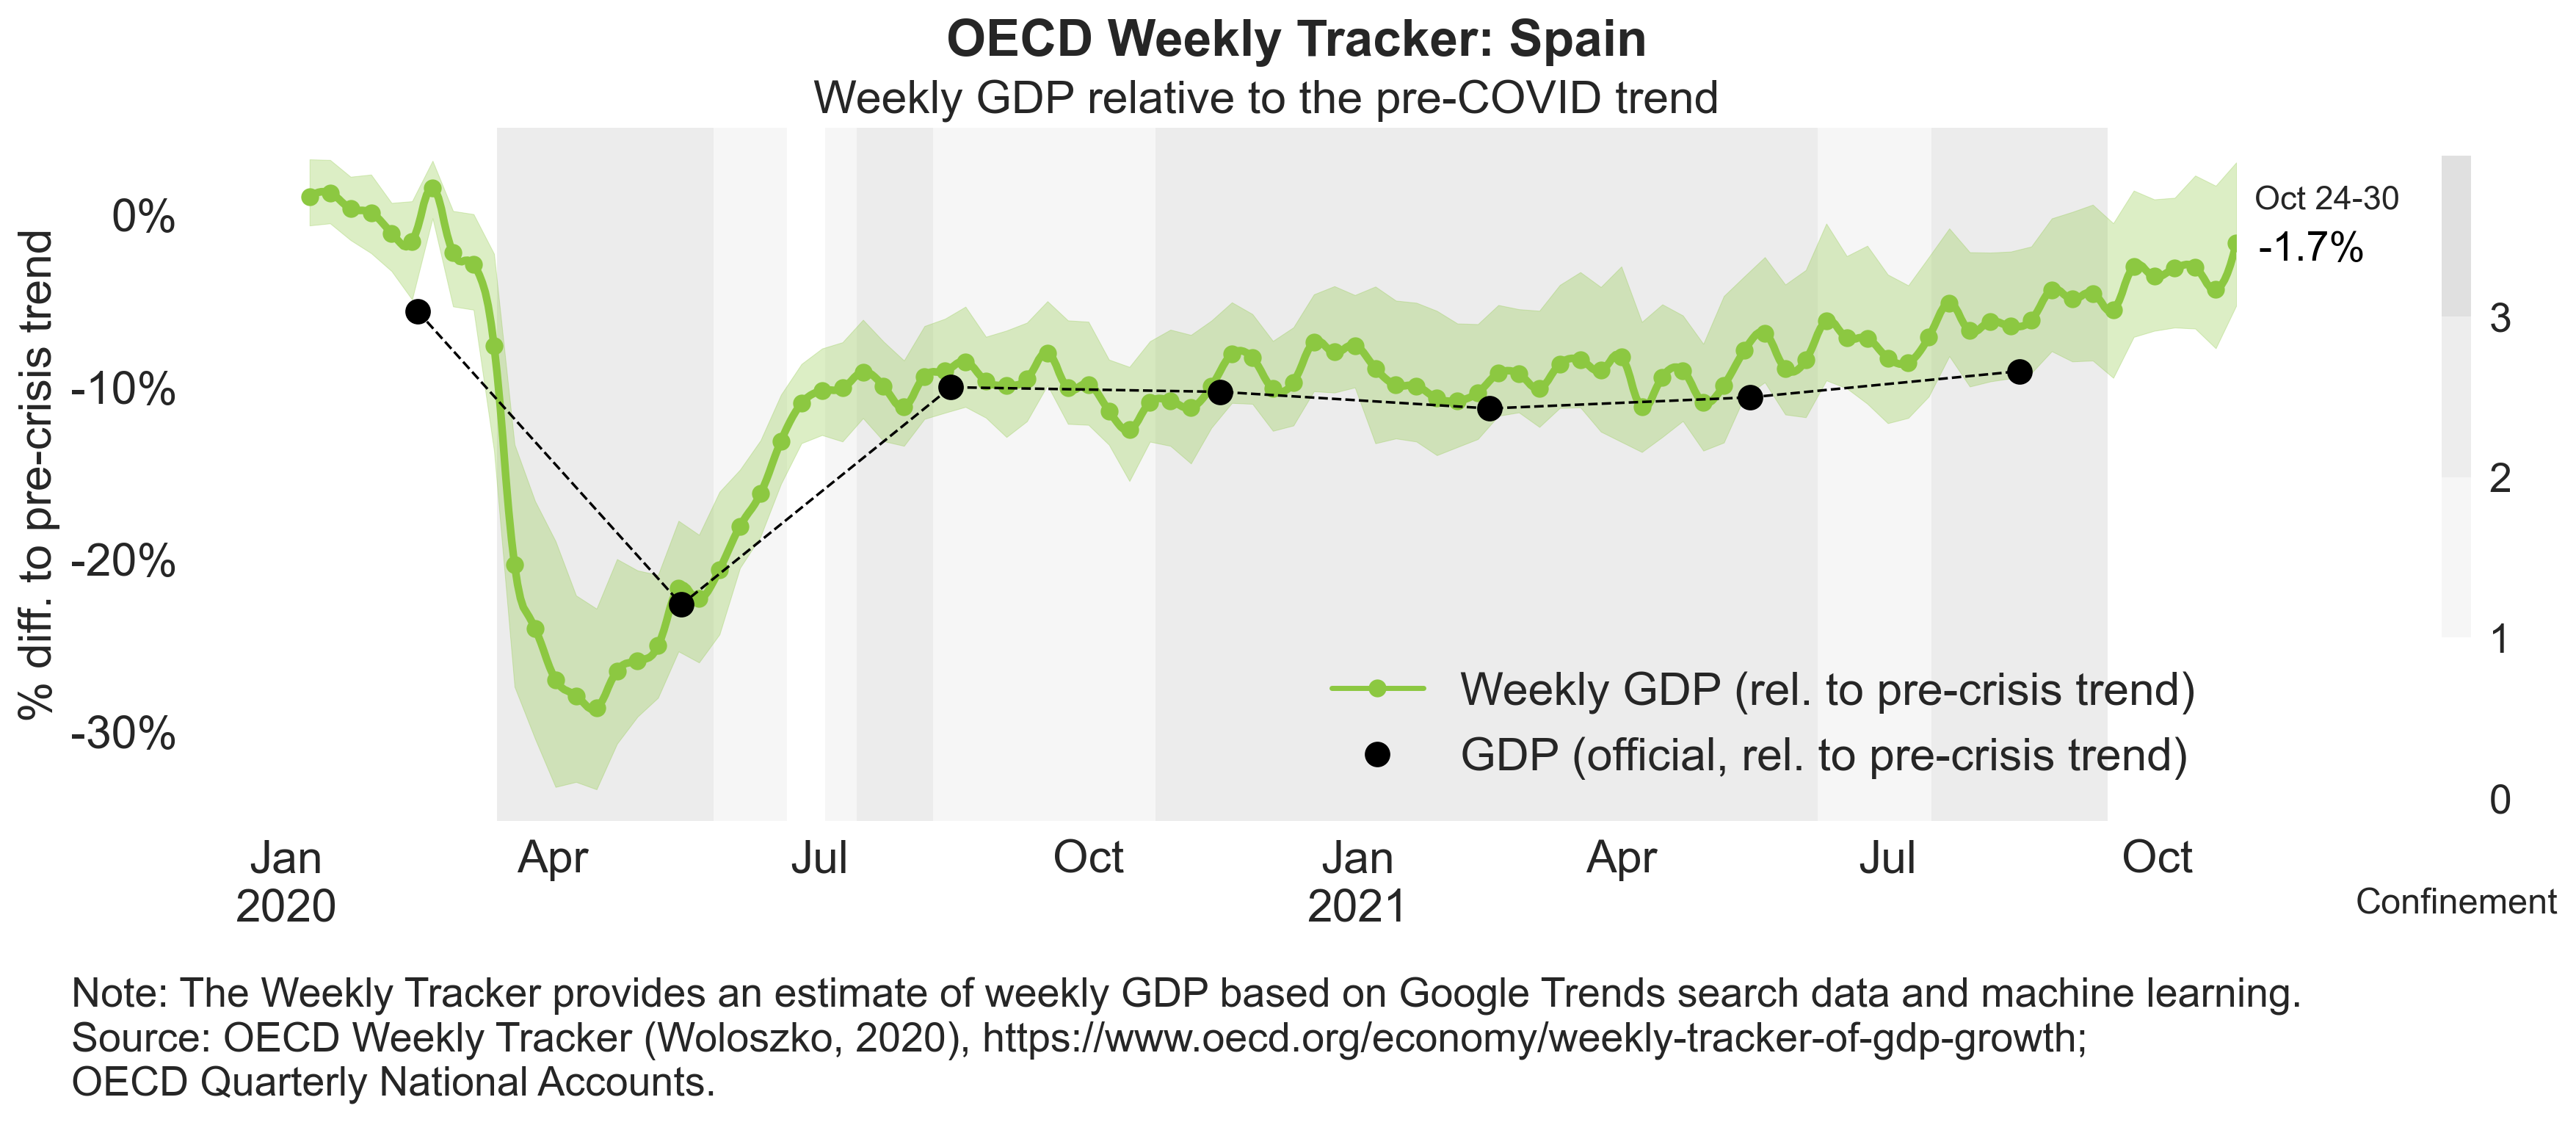 OECD Weekly Tracker: Spain
Weekly GDP relative to the pre-COVID trend
% diff. to pre-crisis trend
0%
-10%
-20%
-30%
Oct 24-30
-1.7%
3
2
1
0
Confinement
Weekly GDP (rel. to pre-crisis trend)
GDP (official, rel. to pre-crisis trend)
Jan Apr Jul Oct Jan Apr Jul Oct
2020 2021
Note: The Weekly Tracker provides an estimate of weekly GDP based on Google Trends search data and machine learning.
Source: OECD Weekly Tracker (Woloszko, 2020), https://www.oecd.org/economy/weekly-tracker-of-gdp-growth;
OECD Quarterly National Accounts.